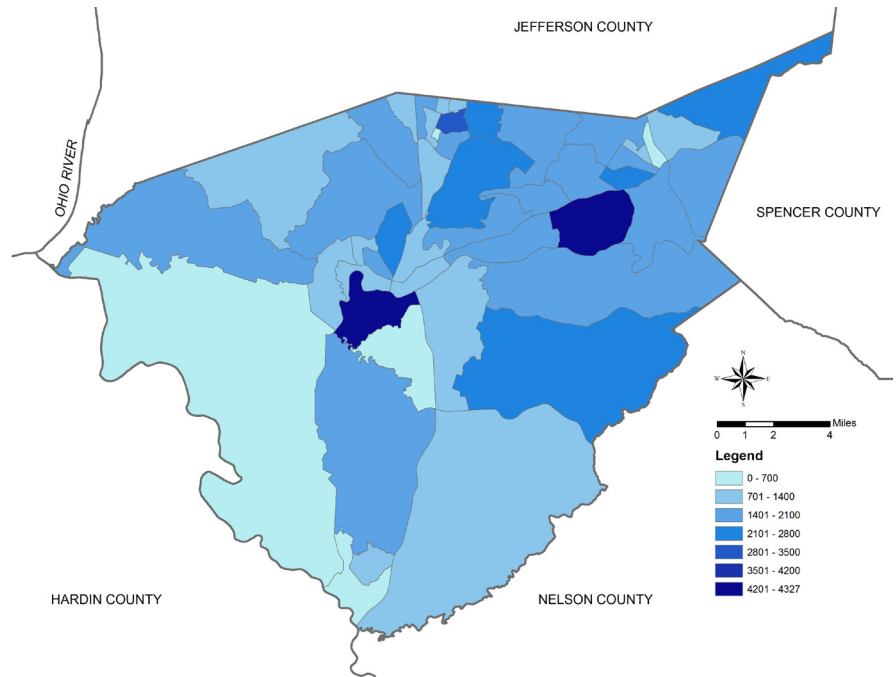 JEFFERSON COUNTY
OHIO RIVER
SPENCER COUNTY
N
W E
S
Miles
0 1 2 4
Legend
0 - 700
701 - 1400
1401 - 2100
2101 - 2800
2801 - 3500
3501 - 4200
4201 - 4327
HARDIN COUNTY
NELSON COUNTY